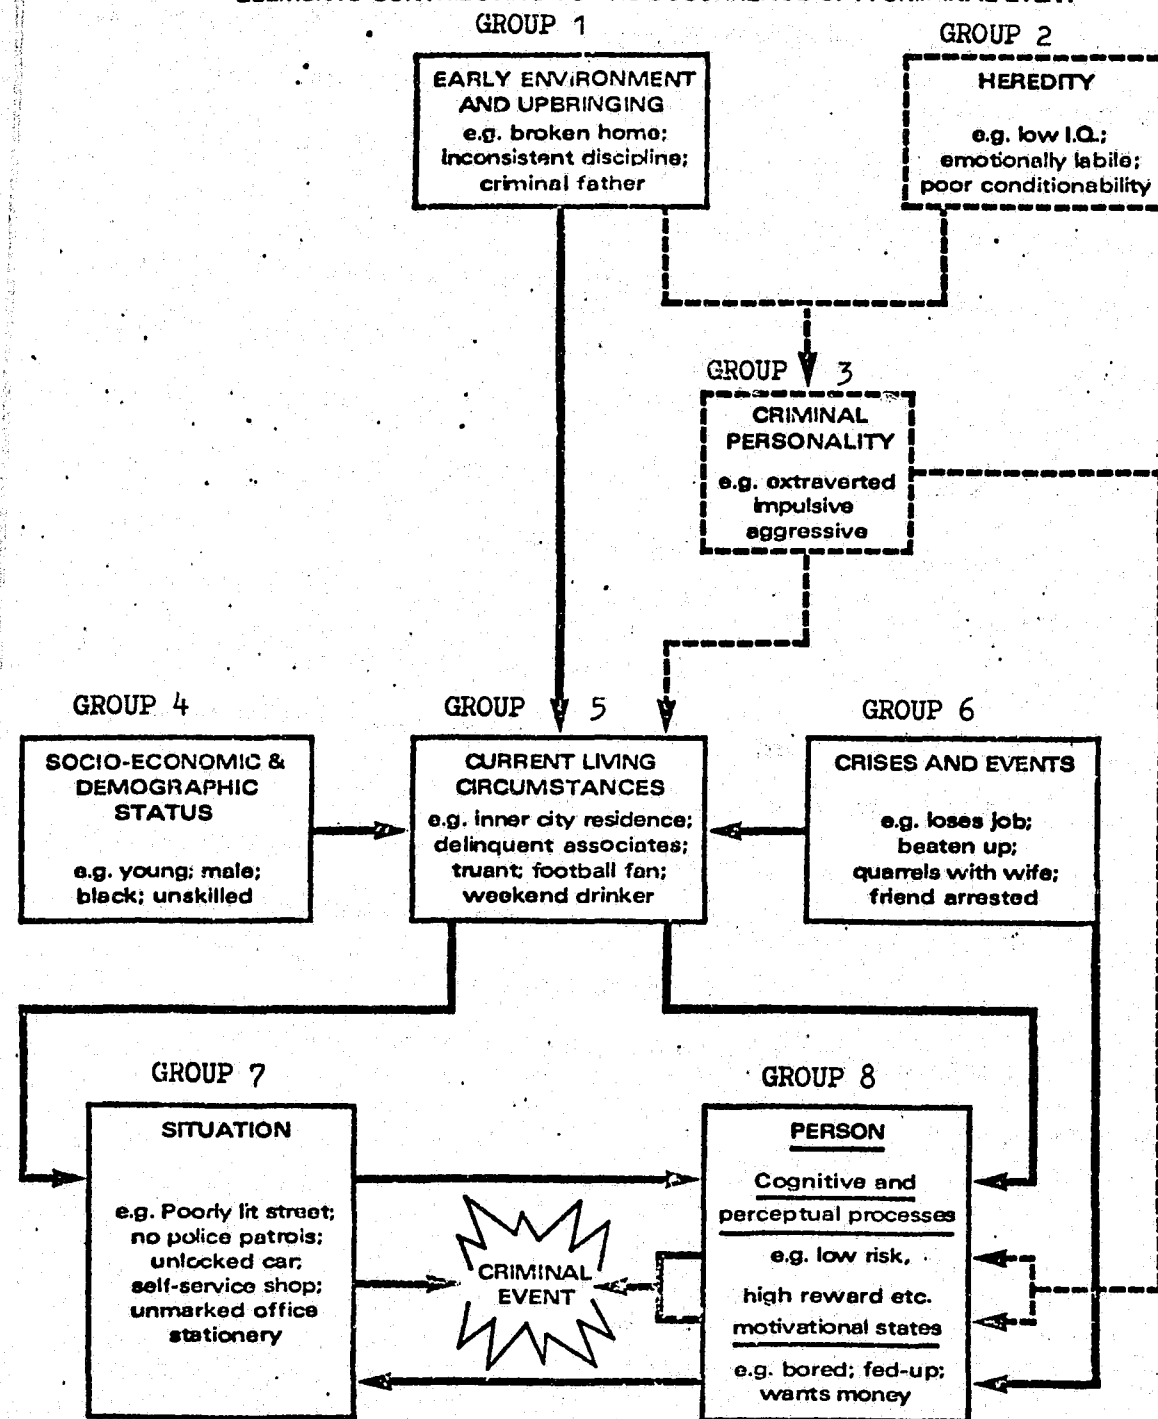 GROUP 1
EARLY ENVIRONMENT
AND UPBRINGING
e.g. broken home;
inconsistent discipline;
criminal father
GROUP 2
HEREDITY
e.g. low I.Q.;
emotionally labile;
poor conditionability
GROUP 3
CRIMINAL
PERSONALITY
e.g. extraverted
impulsive
aggressive
GROUP 4
SOCIO-ECONOMIC &
DEMOGRAPHIC
STATUS
e.g. young; male;
black; unskilled
GROUP 5
CURRENT LIVING
CIRCUMSTANCES
e.g. inner city residence;
delinquent associates;
truant; football fan;
weekend drinker
GROUP 6
CRISES AND EVENTS
e.g. loses job;
beaten up;
quarrels with wife;
friend arrested
GROUP 7
SITUATION
e.g. Poorly lit street;
no police patrols;
unlocked car;
self-service shop;
unmarked office
stationery
CRIMINAL
EVENT
GROUP 8
PERSON
Cognitive and
perceptual processes
e.g. low risk,
high reward etc.
motivational states
e.g. bored; fed-up;
wants money